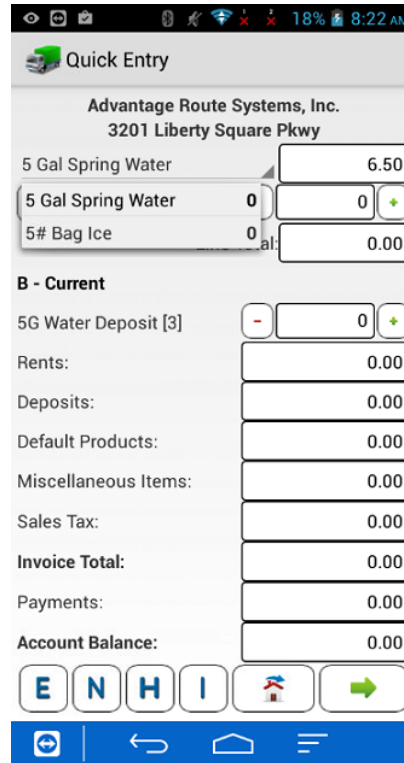 18% 8:22 AM
Quick Entry
Advantage Route Systems, Inc.
3201 Liberty Square Pkwy
5 Gal Spring Water 6.50
5 Gal Spring Water 0 0 +
5# Bag Ice 0
0.00
B - Current
5G Water Deposit [3] - 0 +
Rents: 0.00
Deposits: 0.00
Default Products: 0.00
Miscellaneous Items: 0.00
Sales Tax: 0.00
Invoice Total: 0.00
Payments: 0.00
Account Balance: 0.00
E N H I